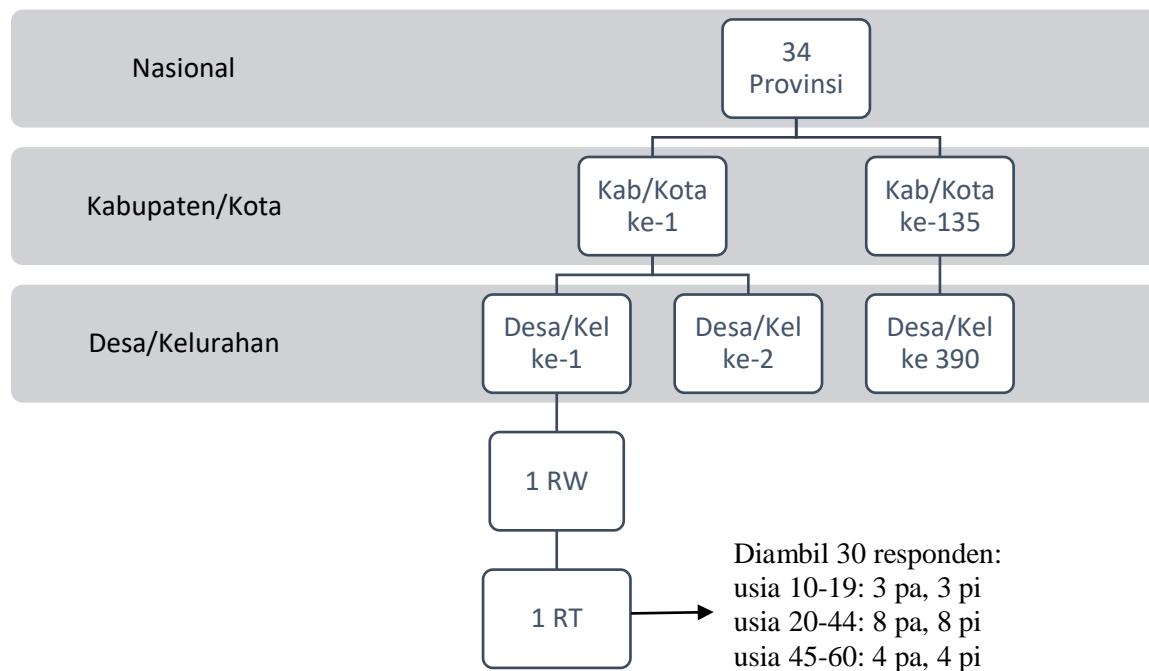 Nasional
34
Provinsi
Kabupaten/Kota
Kab/Kota
ke-1
Kab/Kota
ke-135
Desa/Kelurahan
Desa/Kel
ke-1
Desa/Kel
ke-2
Desa/Kel
ke 390
1 RW
1 RT
Diambil 30 responden:
usia 10-19: 3 pa, 3 pi
usia 20-44: 8 pa, 8 pi
usia 45-60: 4 pa, 4 pi